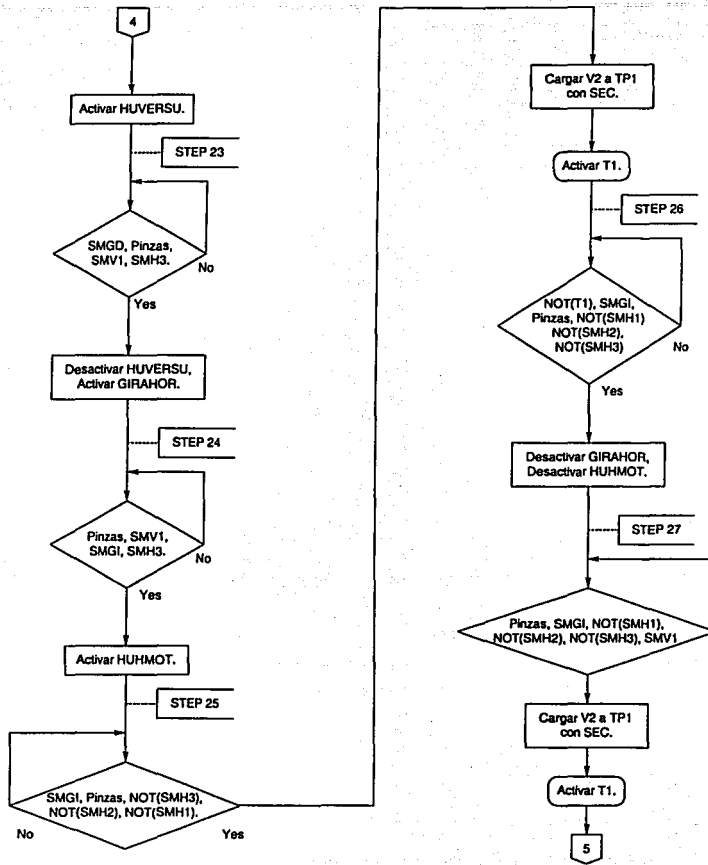 4
Activar HUVERSU.
STEP 23
SMGD, Pinzas,
SMV1, SMH3.
No
Yes
Desactivar HUVERSU,
Activar GIRAHOR.
STEP 24
Pinzas, SMV1,
SMGI, SMH3.
No
Yes
Activar HUHMOT.
STEP 25
SMGI, Pinzas, NOT(SMH3),
NOT(SMH2), NOT(SMH1).
No
Yes
Cargar V2 a TP1
con SEC.
Activar T1.
STEP 26
NOT(T1), SMGI,
Pinzas, NOT(SMH1)
NOT(SMH2),
NOT(SMH3)
No
Yes
Desactivar GIRAHOR,
Desactivar HUHMOT.
STEP 27
Pinzas, SMGI, NOT(SMH1),
NOT(SMH2), NOT(SMH3), SMV1
Cargar V2 a TP1
con SEC.
Activar T1.
5